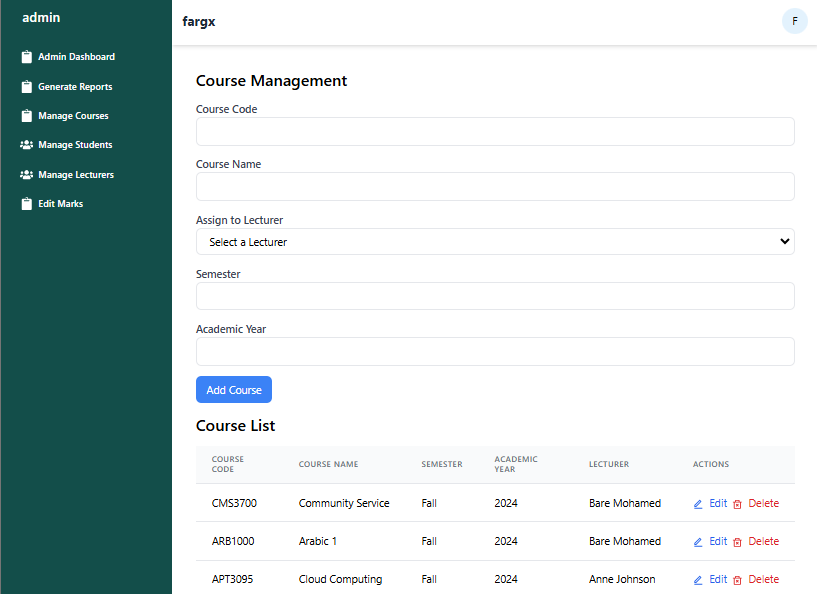 admin
fargx
F
Admin Dashboard
Generate Reports
Manage Courses
Manage Students
Manage Lecturers
Edit Marks
Course Management
Course Code
Course Name
Assign to Lecturer
Select a Lecturer
Semester
Academic Year
Add Course
Course List
COURSE CODE COURSE NAME SEMESTER ACADEMIC YEAR LECTURER ACTIONS
CMS3700 Community Service Fall 2024 Bare Mohamed Edit Delete
ARB1000 Arabic 1 Fall 2024 Bare Mohamed Edit Delete
APT3095 Cloud Computing Fall 2024 Anne Johnson Edit Delete